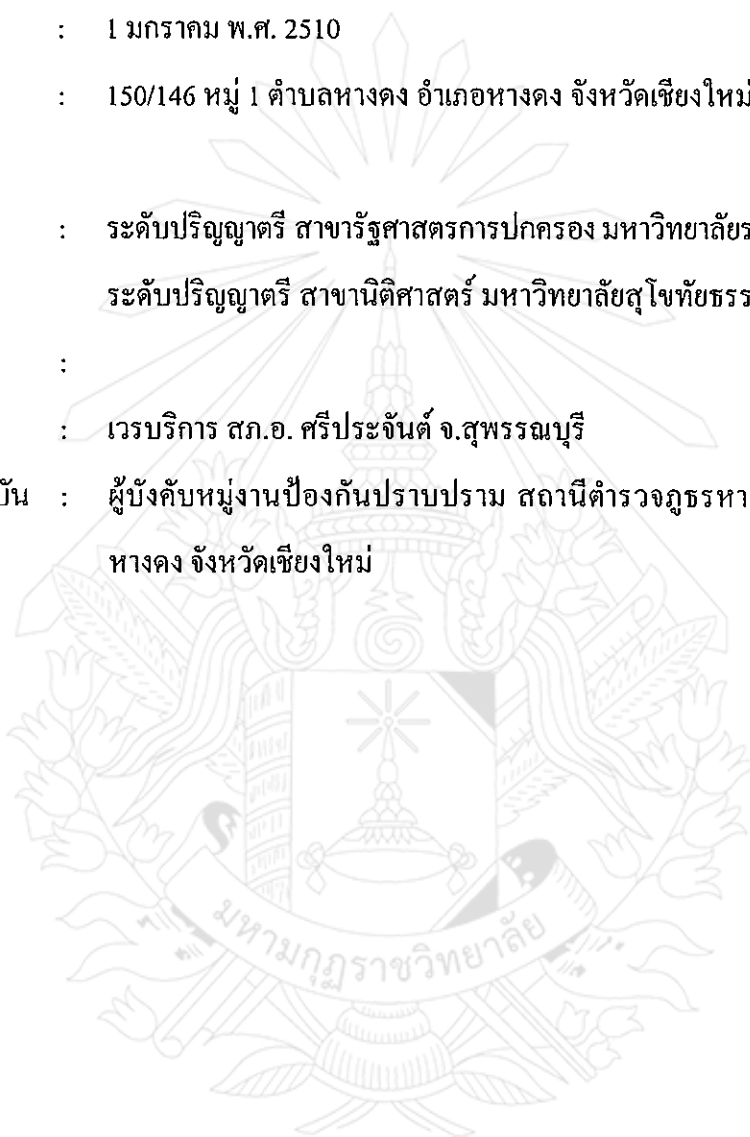 : 1 มกราคม พ.ศ. 2510
: 150/146 หมู่ 1 ตำบลหางดง อำเภอหางดง จังหวัดเชียงใหม่
: ระดับปริญญาตรี สาขารัฐศาสตรการปกครอง มหาวิทยาลัยร
ระดับปริญญาตรี สาขานิติศาสตร์ มหาวิทยาลัยสุโขทัยธรร
:
: เวรบริการ สภ.อ. ศรีประจันต์ จ.สุพรรณบุรี
บัน : ผู้บังคับหมู่งานป้องกันปราบปราม สถานีตำรวจภูธรหา
หางดง จังหวัดเชียงใหม่
มหามกุฏราชวิทยาลัย